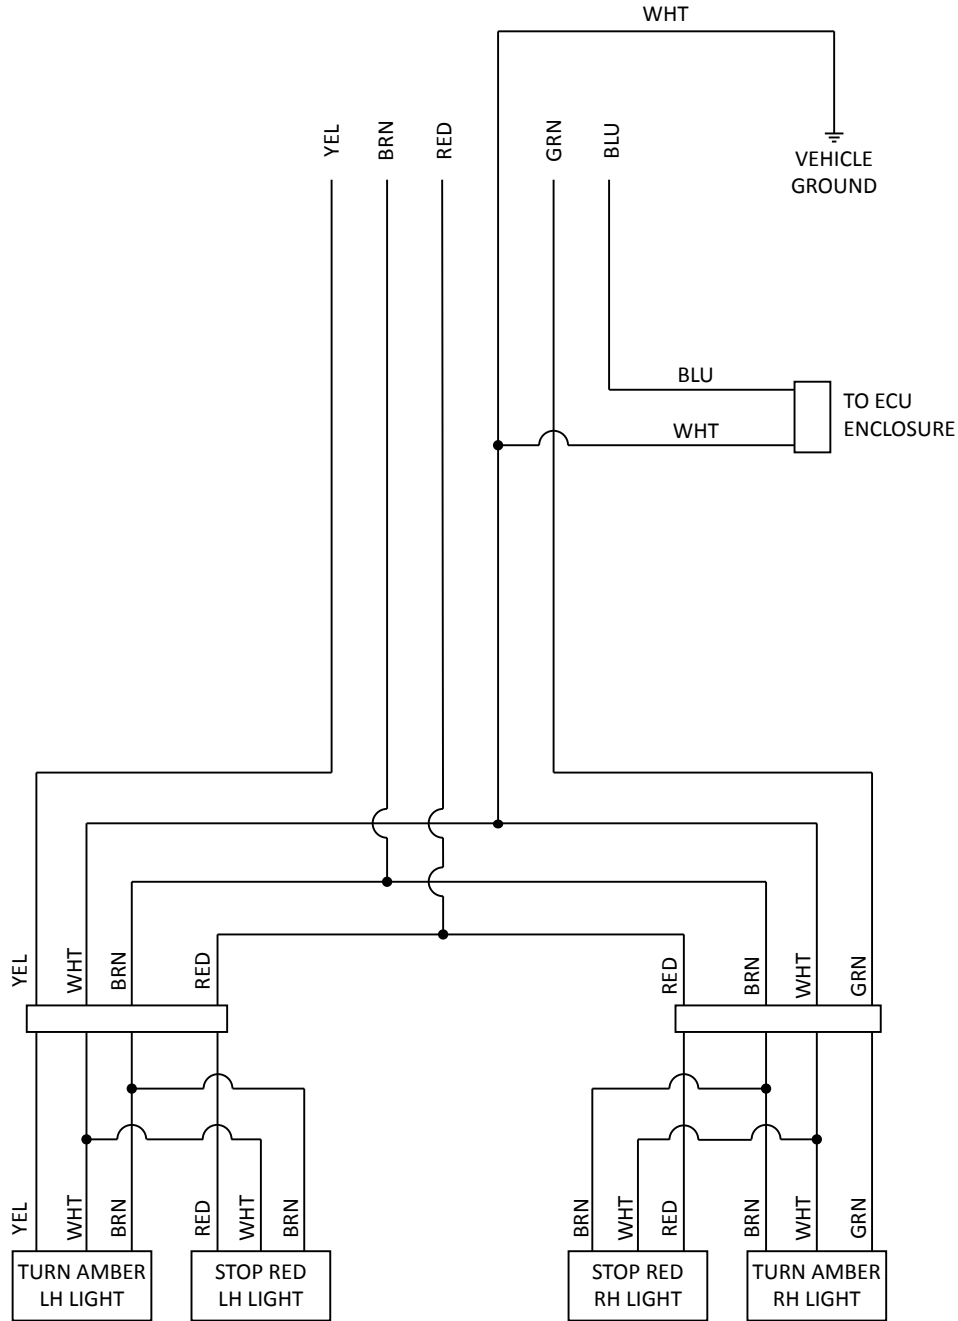 WHT
YEL
BRN
RED
GRN
BLU
VEHICLE
GROUND
BLU
TO ECU
ENCLOSURE
WHT
YEL
WHT
BRN
RED
RED
BRN
WHT
GRN
YEL
WHT
BRN
RED
WHT
BRN
BRN
WHT
RED
BRN
WHT
GRN
TURN AMBER
LH LIGHT
STOP RED
LH LIGHT
STOP RED
RH LIGHT
TURN AMBER
RH LIGHT